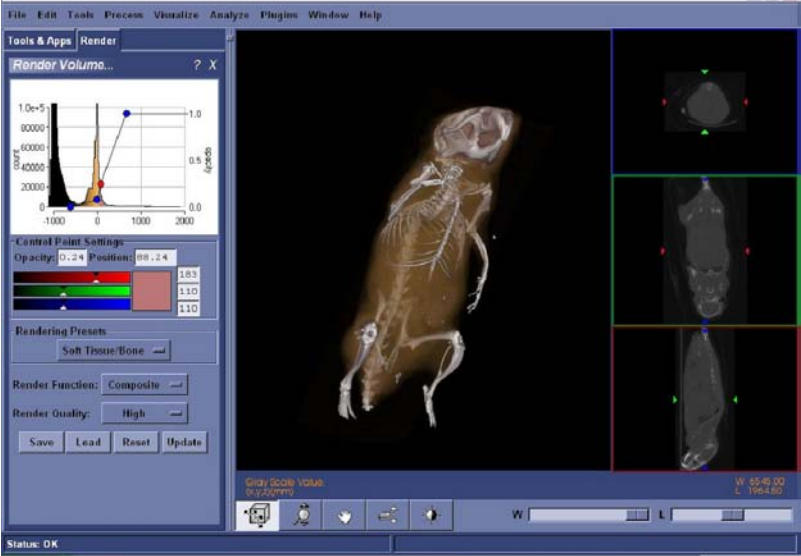 File Edit Tools Process Visualize Analyze Plugins Window Help
Tools & Apps Render
Render Volume... ? X
1.0e+5
80000
60000
40000
20000
0
count
1.0
0.5
0.0
opacity
-1000 0 1000 2000
Control Point Settings
Opacity: 0.24 Position: 88.24
183
110
110
Rendering Presets
Soft Tissue/Bone
Render Function: Composite
Render Quality: High
Save Load Reset Update
Gray Scale Value:
(x,y,z)(mm)
W 6545.00
L 1964.50
W L
Status: OK